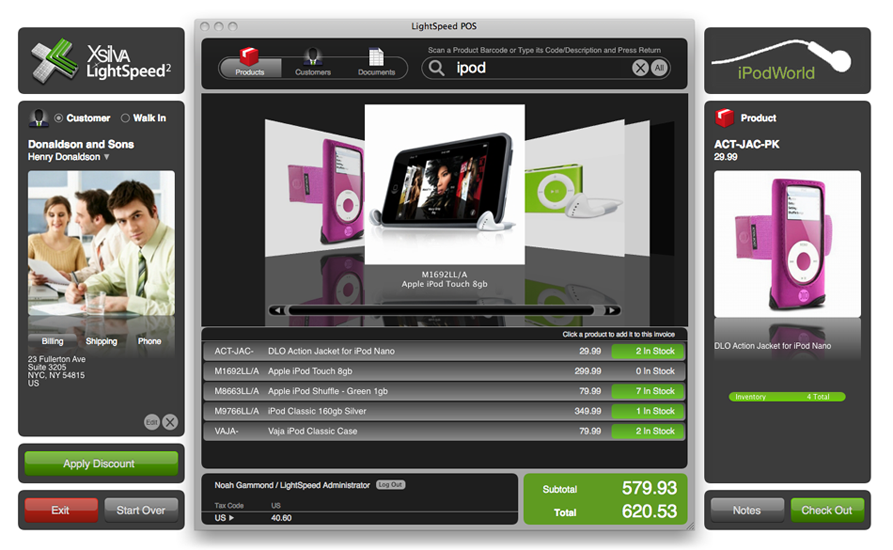 LightSpeed POS
Xsilva
LightSpeed²
Customer
Walk In
Donaldson and Sons
Henry Donaldson
Billing
Shipping
Phone
23 Fullerton Ave
Suite 3205
NYC, NY 54815
US
Edit
Apply Discount
Exit
Start Over
Products
Customers
Documents
Scan a Product Barcode or Type its Code/Description and Press Return
ipod
All
M1692LL/A
Apple iPod Touch 8gb
Click a product to add it to this invoice
ACT-JAC- DLO Action Jacket for iPod Nano 29.99 2 In Stock
M1692LL/A Apple iPod Touch 8gb 299.99 0 In Stock
M8663LL/A Apple iPod Shuffle - Green 1gb 79.99 7 In Stock
M9766LL/A iPod Classic 160gb Silver 349.99 1 In Stock
VAJA- Vaja iPod Classic Case 79.99 2 In Stock
Noah Gammond / LightSpeed Administrator Log Out
Tax Code US
US 40.60
Subtotal 579.93
Total 620.53
iPodWorld
Product
ACT-JAC-PK
29.99
DLO Action Jacket for iPod Nano
Inventory 4 Total
Notes
Check Out